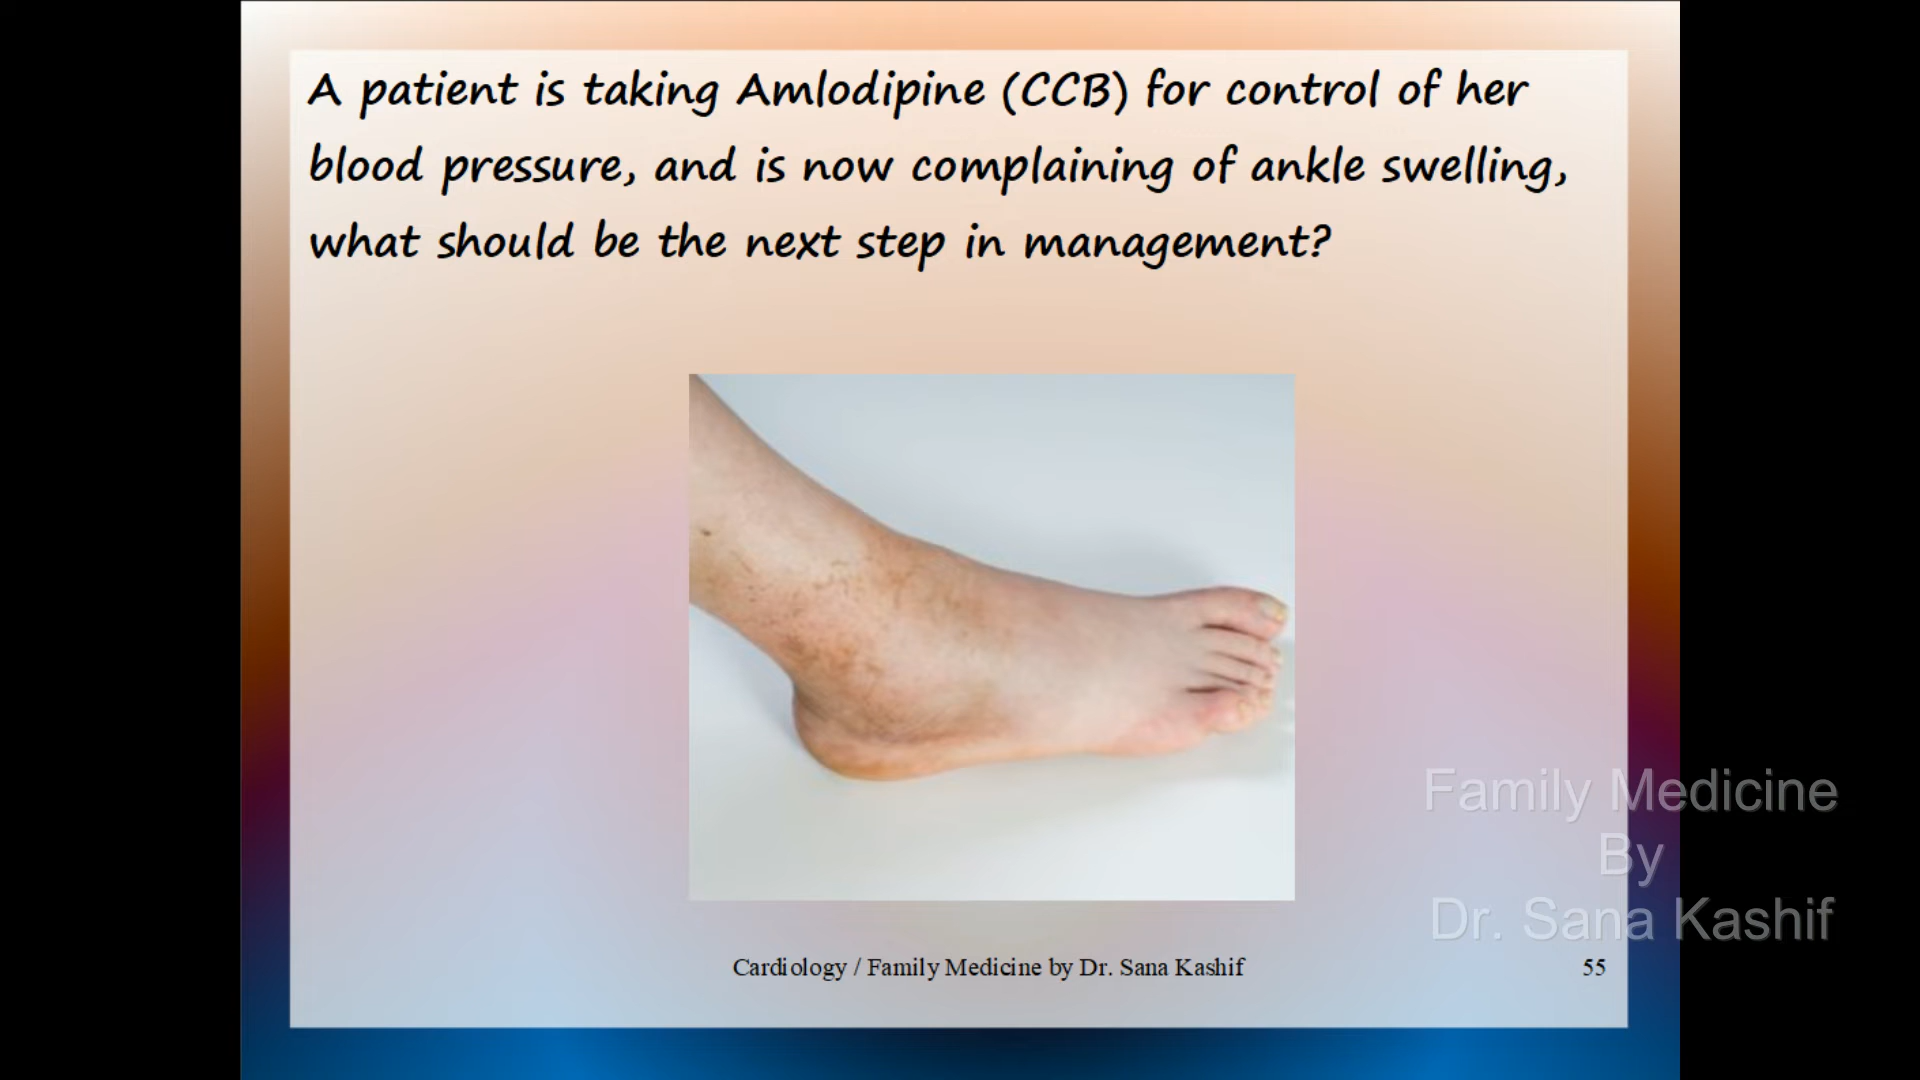 A patient is taking Amlodipine (CCB) for control of her
blood pressure, and is now complaining of ankle swelling,
what should be the next step in management?
Family Medicine
By
Dr. Sana Kashif
Cardiology / Family Medicine by Dr. Sana Kashif
55